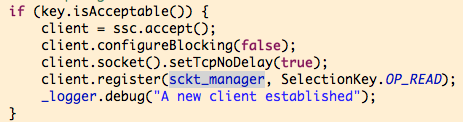 if (key.isAcceptable()) {
client = ssc.accept();
client.configureBlocking(false);
client.socket().setTcpNoDelay(true);
client.register(sckt_manager, SelectionKey.OP_READ);
_logger.debug("A new client established");
}